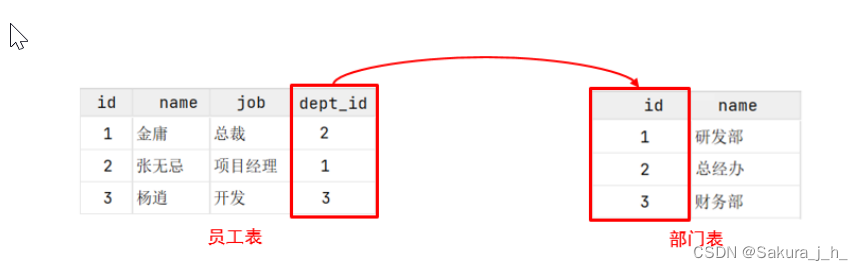 id name job dept_id
1 金庸 总裁 2
2 张无忌 项目经理 1
3 杨逍 开发 3
员工表
id name
1 研发部
2 总经办
3 财务部
部门表
CSDN @Sakura_j_h_